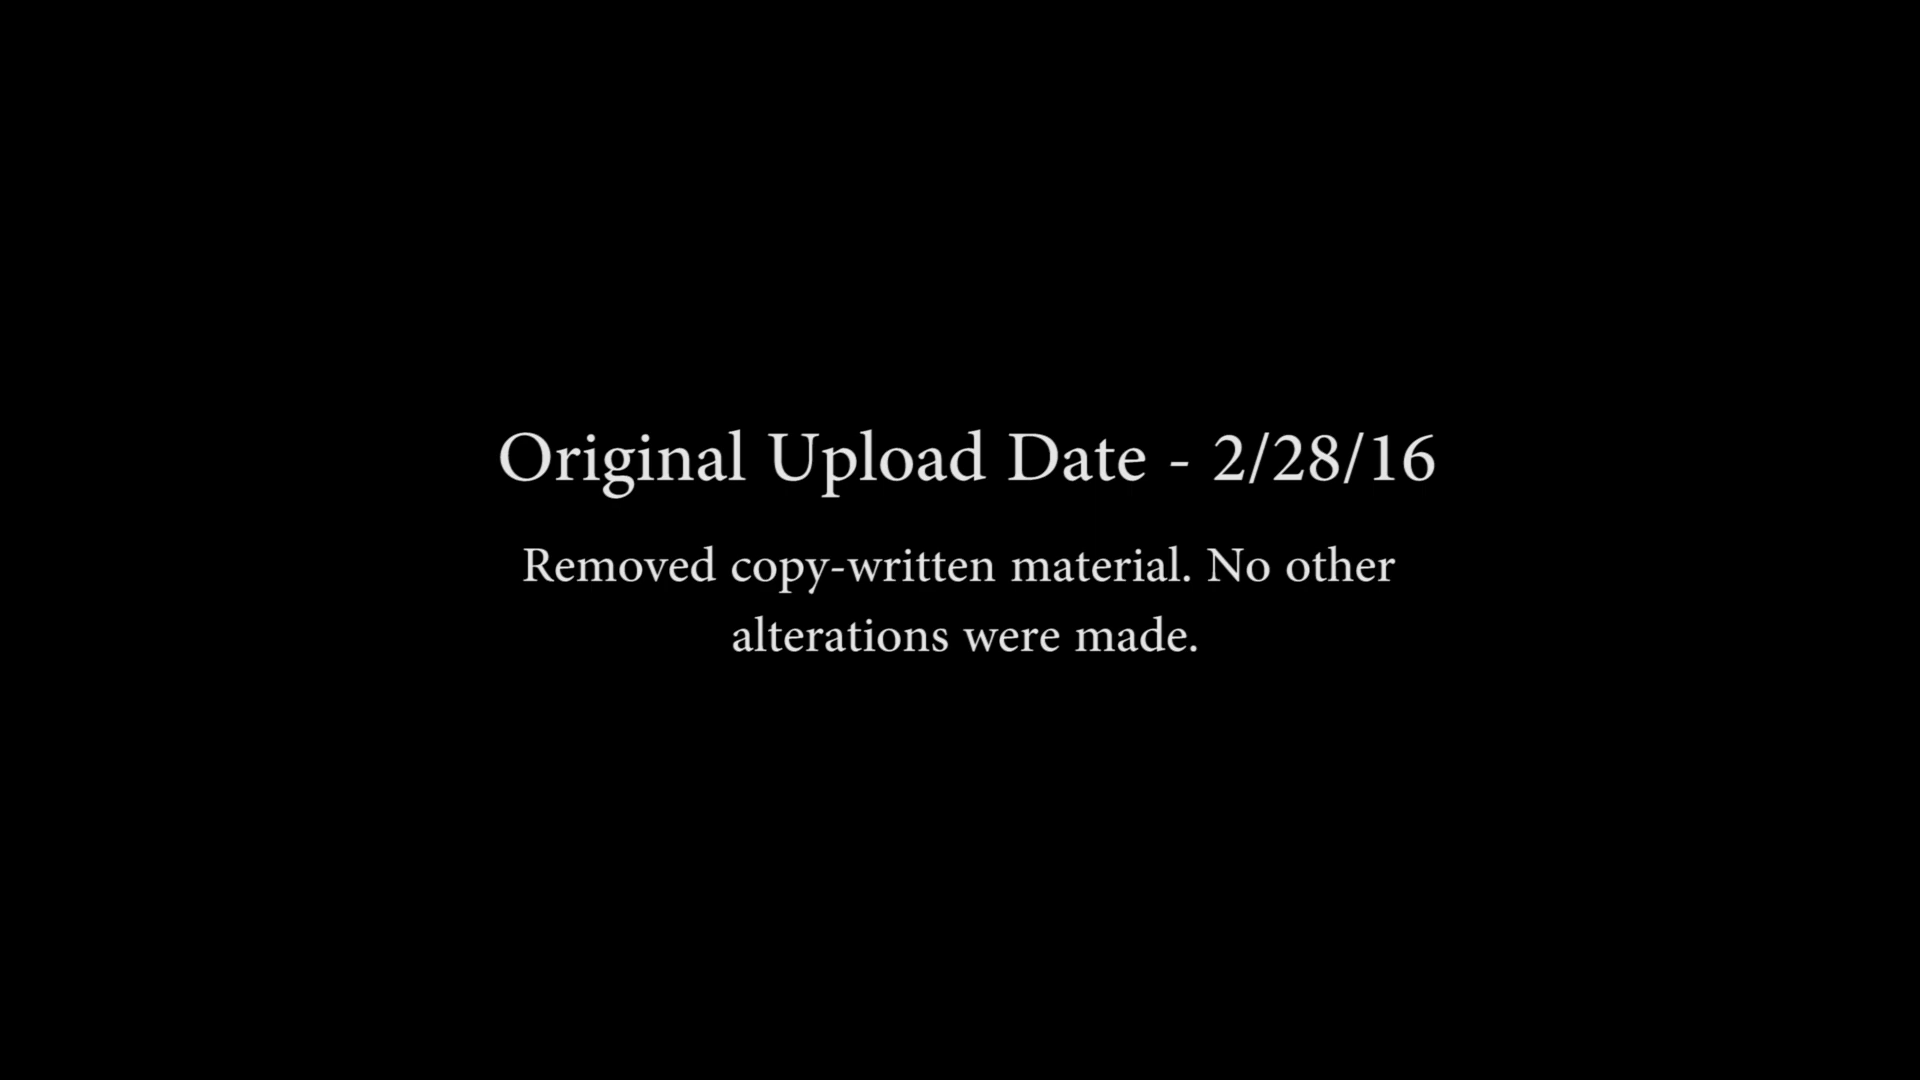 Original Upload Date - 2/28/16
Removed copy-written material. No other
alterations were made.